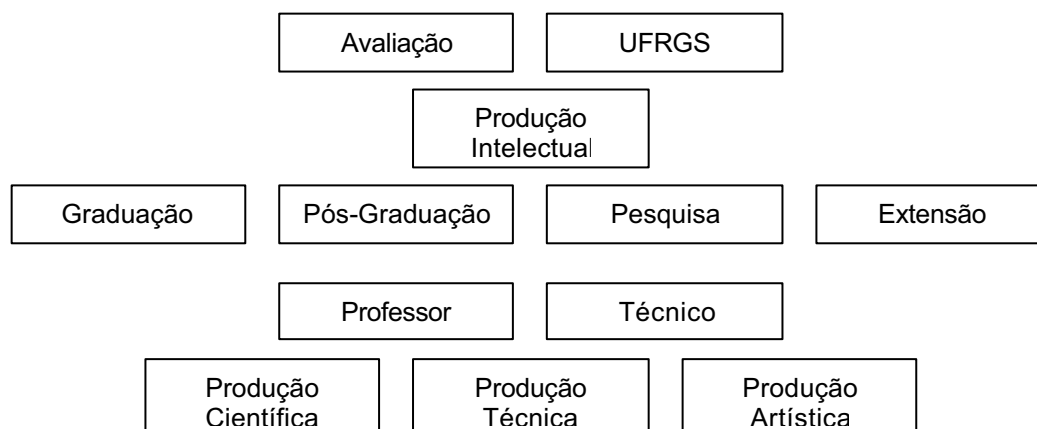 Avaliação UFRGS
Produção
Intelectual
Graduação Pós-Graduação Pesquisa Extensão
Professor Técnico
Produção Produção Produção
Científica Técnica Artística